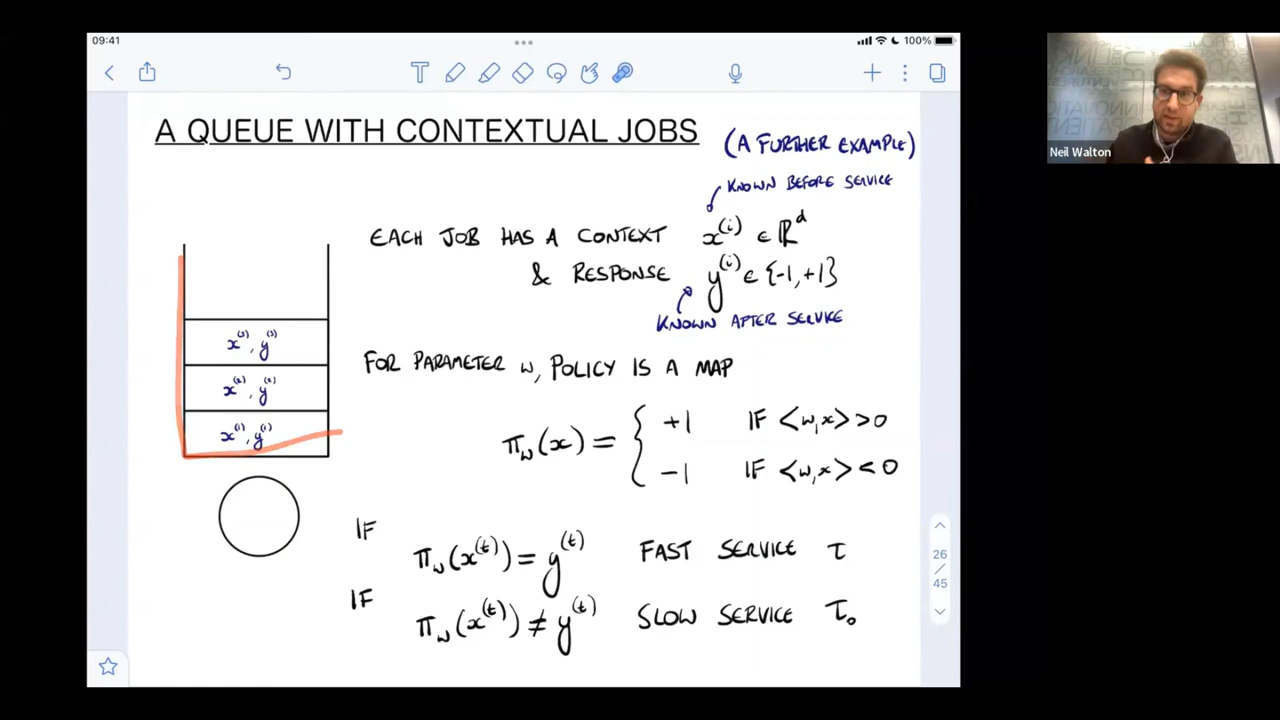 09:41
100%
A QUEUE WITH CONTEXTUAL JOBS
(A FURTHER EXAMPLE)
KNOWN BEFORE SERVICE
EACH JOB HAS A CONTEXT x^(i) ∈ ℝ^d
& RESPONSE y^(i) ∈ {-1, +1}
KNOWN AFTER SERVICE
x^(3), y^(3)
x^(2), y^(2)
x^(1), y^(1)
FOR PARAMETER w, POLICY IS A MAP
π_w(x) = { +1 IF <w,x> > 0
-1 IF <w,x> < 0
IF
π_w(x^(t)) = y^(t) FAST SERVICE τ
IF
π_w(x^(t)) ≠ y^(t) SLOW SERVICE τ_0
26
/
45
Neil Walton